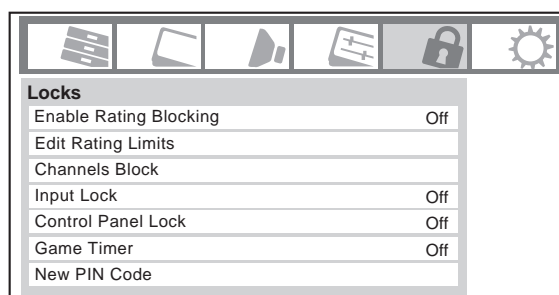 Locks
Enable Rating Blocking Off
Edit Rating Limits
Channels Block
Input Lock Off
Control Panel Lock Off
Game Timer Off
New PIN Code